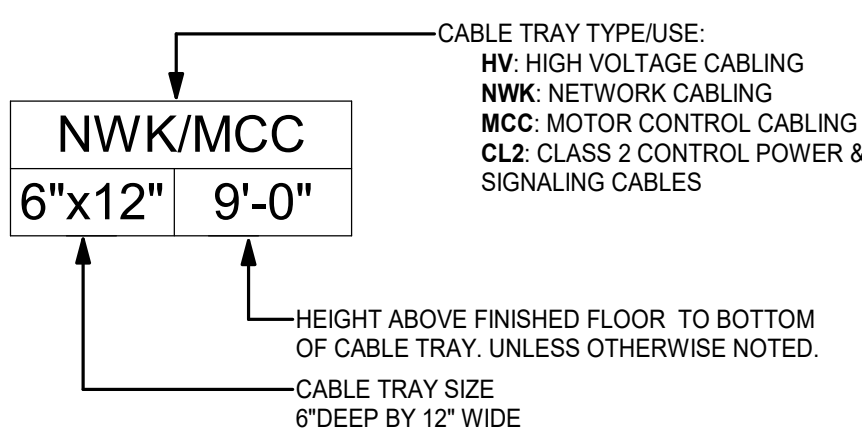 CABLE TRAY TYPE/USE:
HV: HIGH VOLTAGE CABLING
NWK: NETWORK CABLING
MCC: MOTOR CONTROL CABLING
CL2: CLASS 2 CONTROL POWER &
SIGNALING CABLES
NWK/MCC
6"x12" 9'-0"
HEIGHT ABOVE FINISHED FLOOR TO BOTTOM
OF CABLE TRAY. UNLESS OTHERWISE NOTED.
CABLE TRAY SIZE
6"DEEP BY 12" WIDE